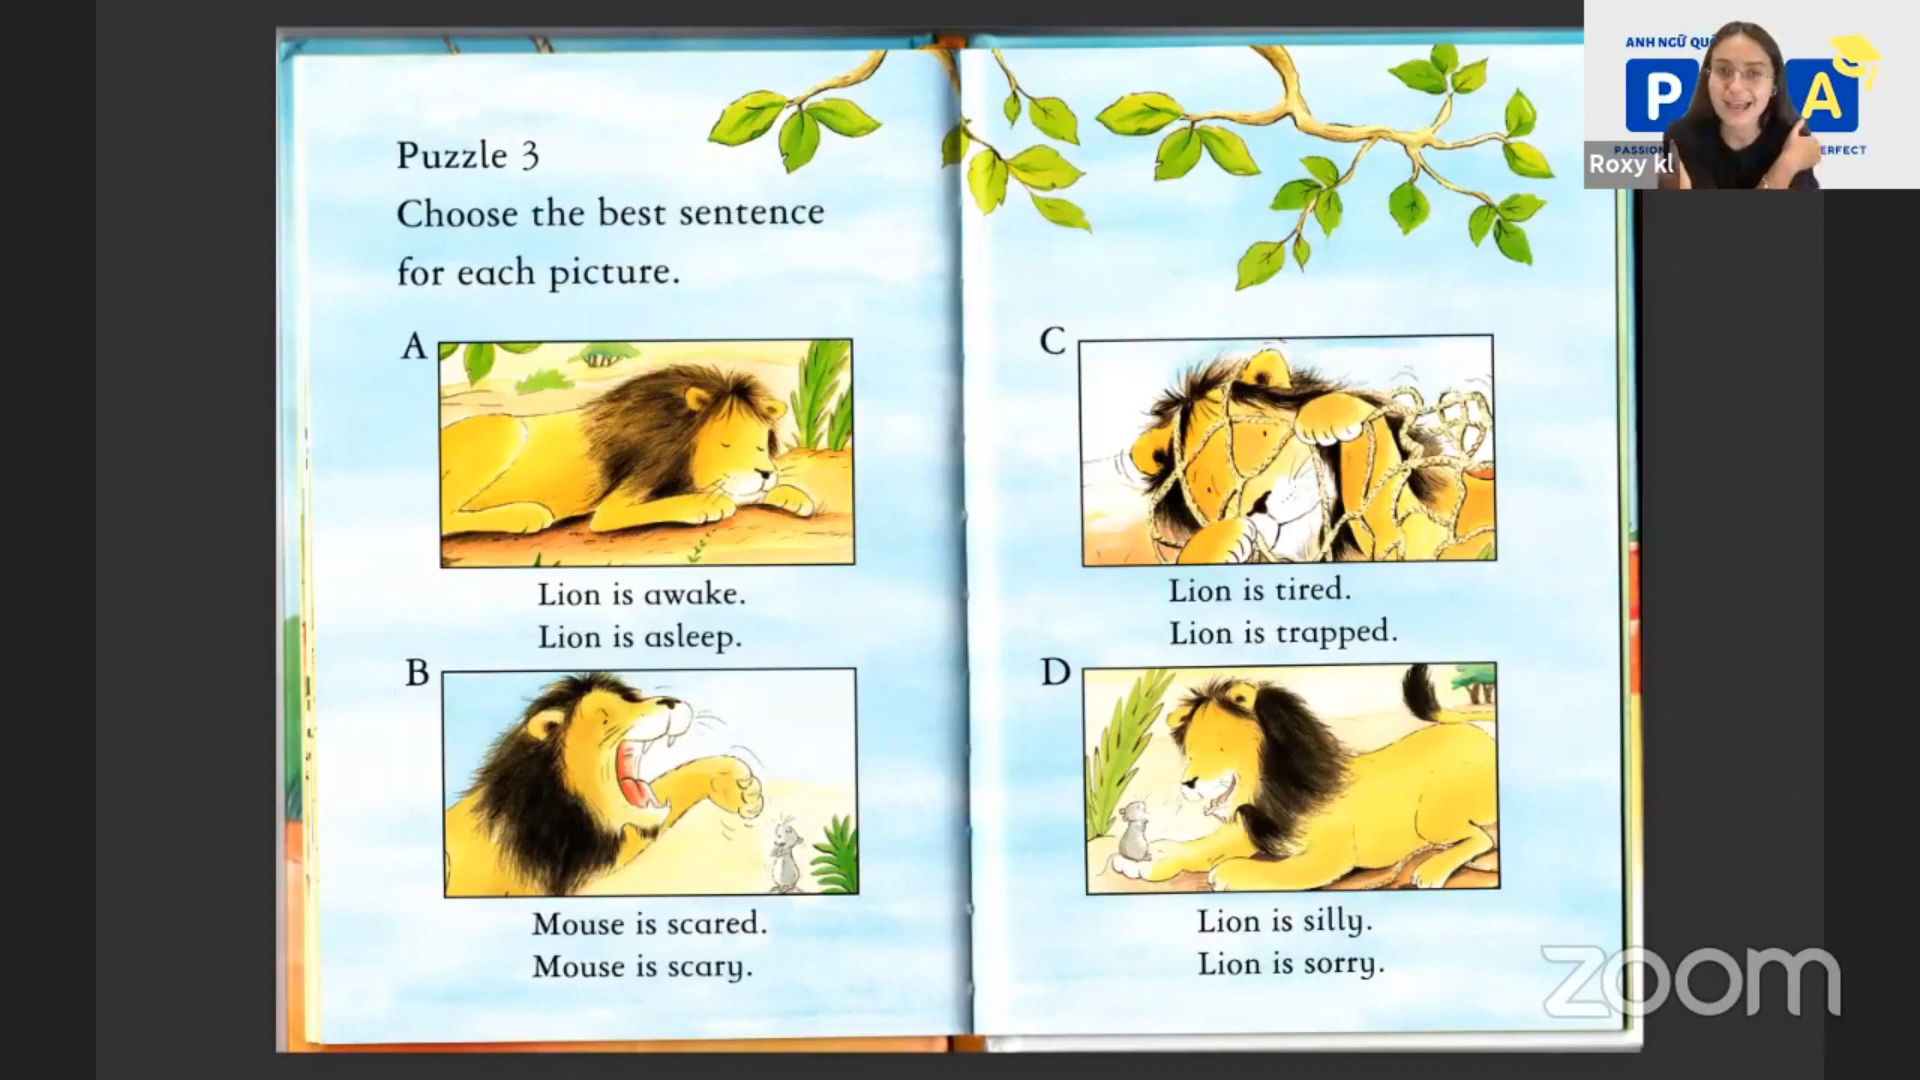 Puzzle 3
Choose the best sentence
for each picture.
A
Lion is awake.
Lion is asleep.
B
Mouse is scared.
Mouse is scary.
C
Lion is tired.
Lion is trapped.
D
Lion is silly.
Lion is sorry.
ANH NGỮ
P A
PASSION
Roxy kl
zoom